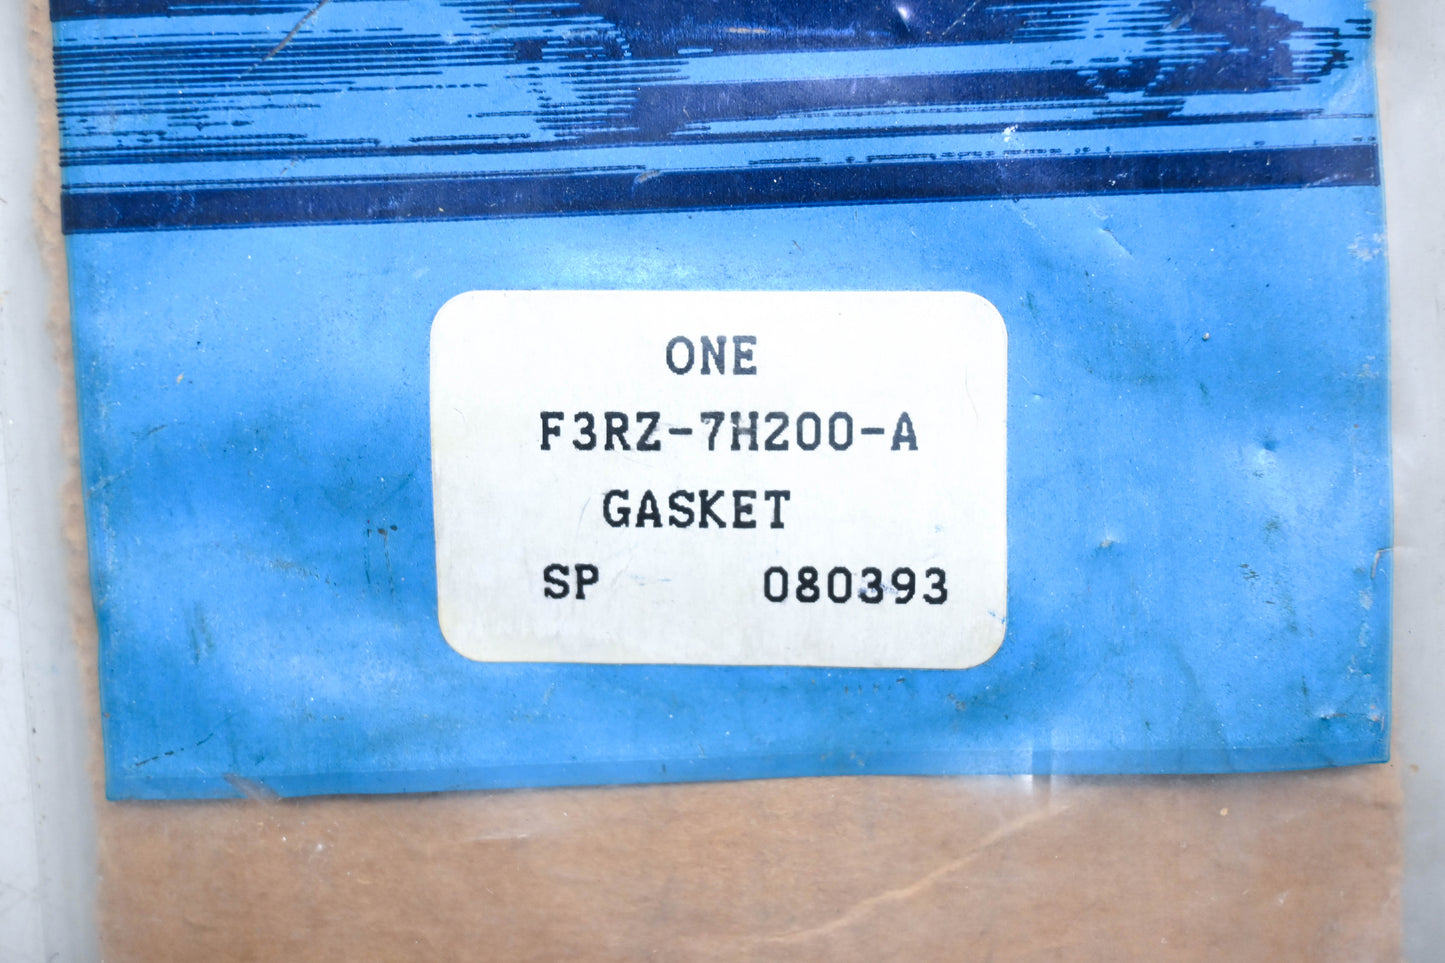 ONE
F3RZ-7H200-A
GASKET
SP 080393